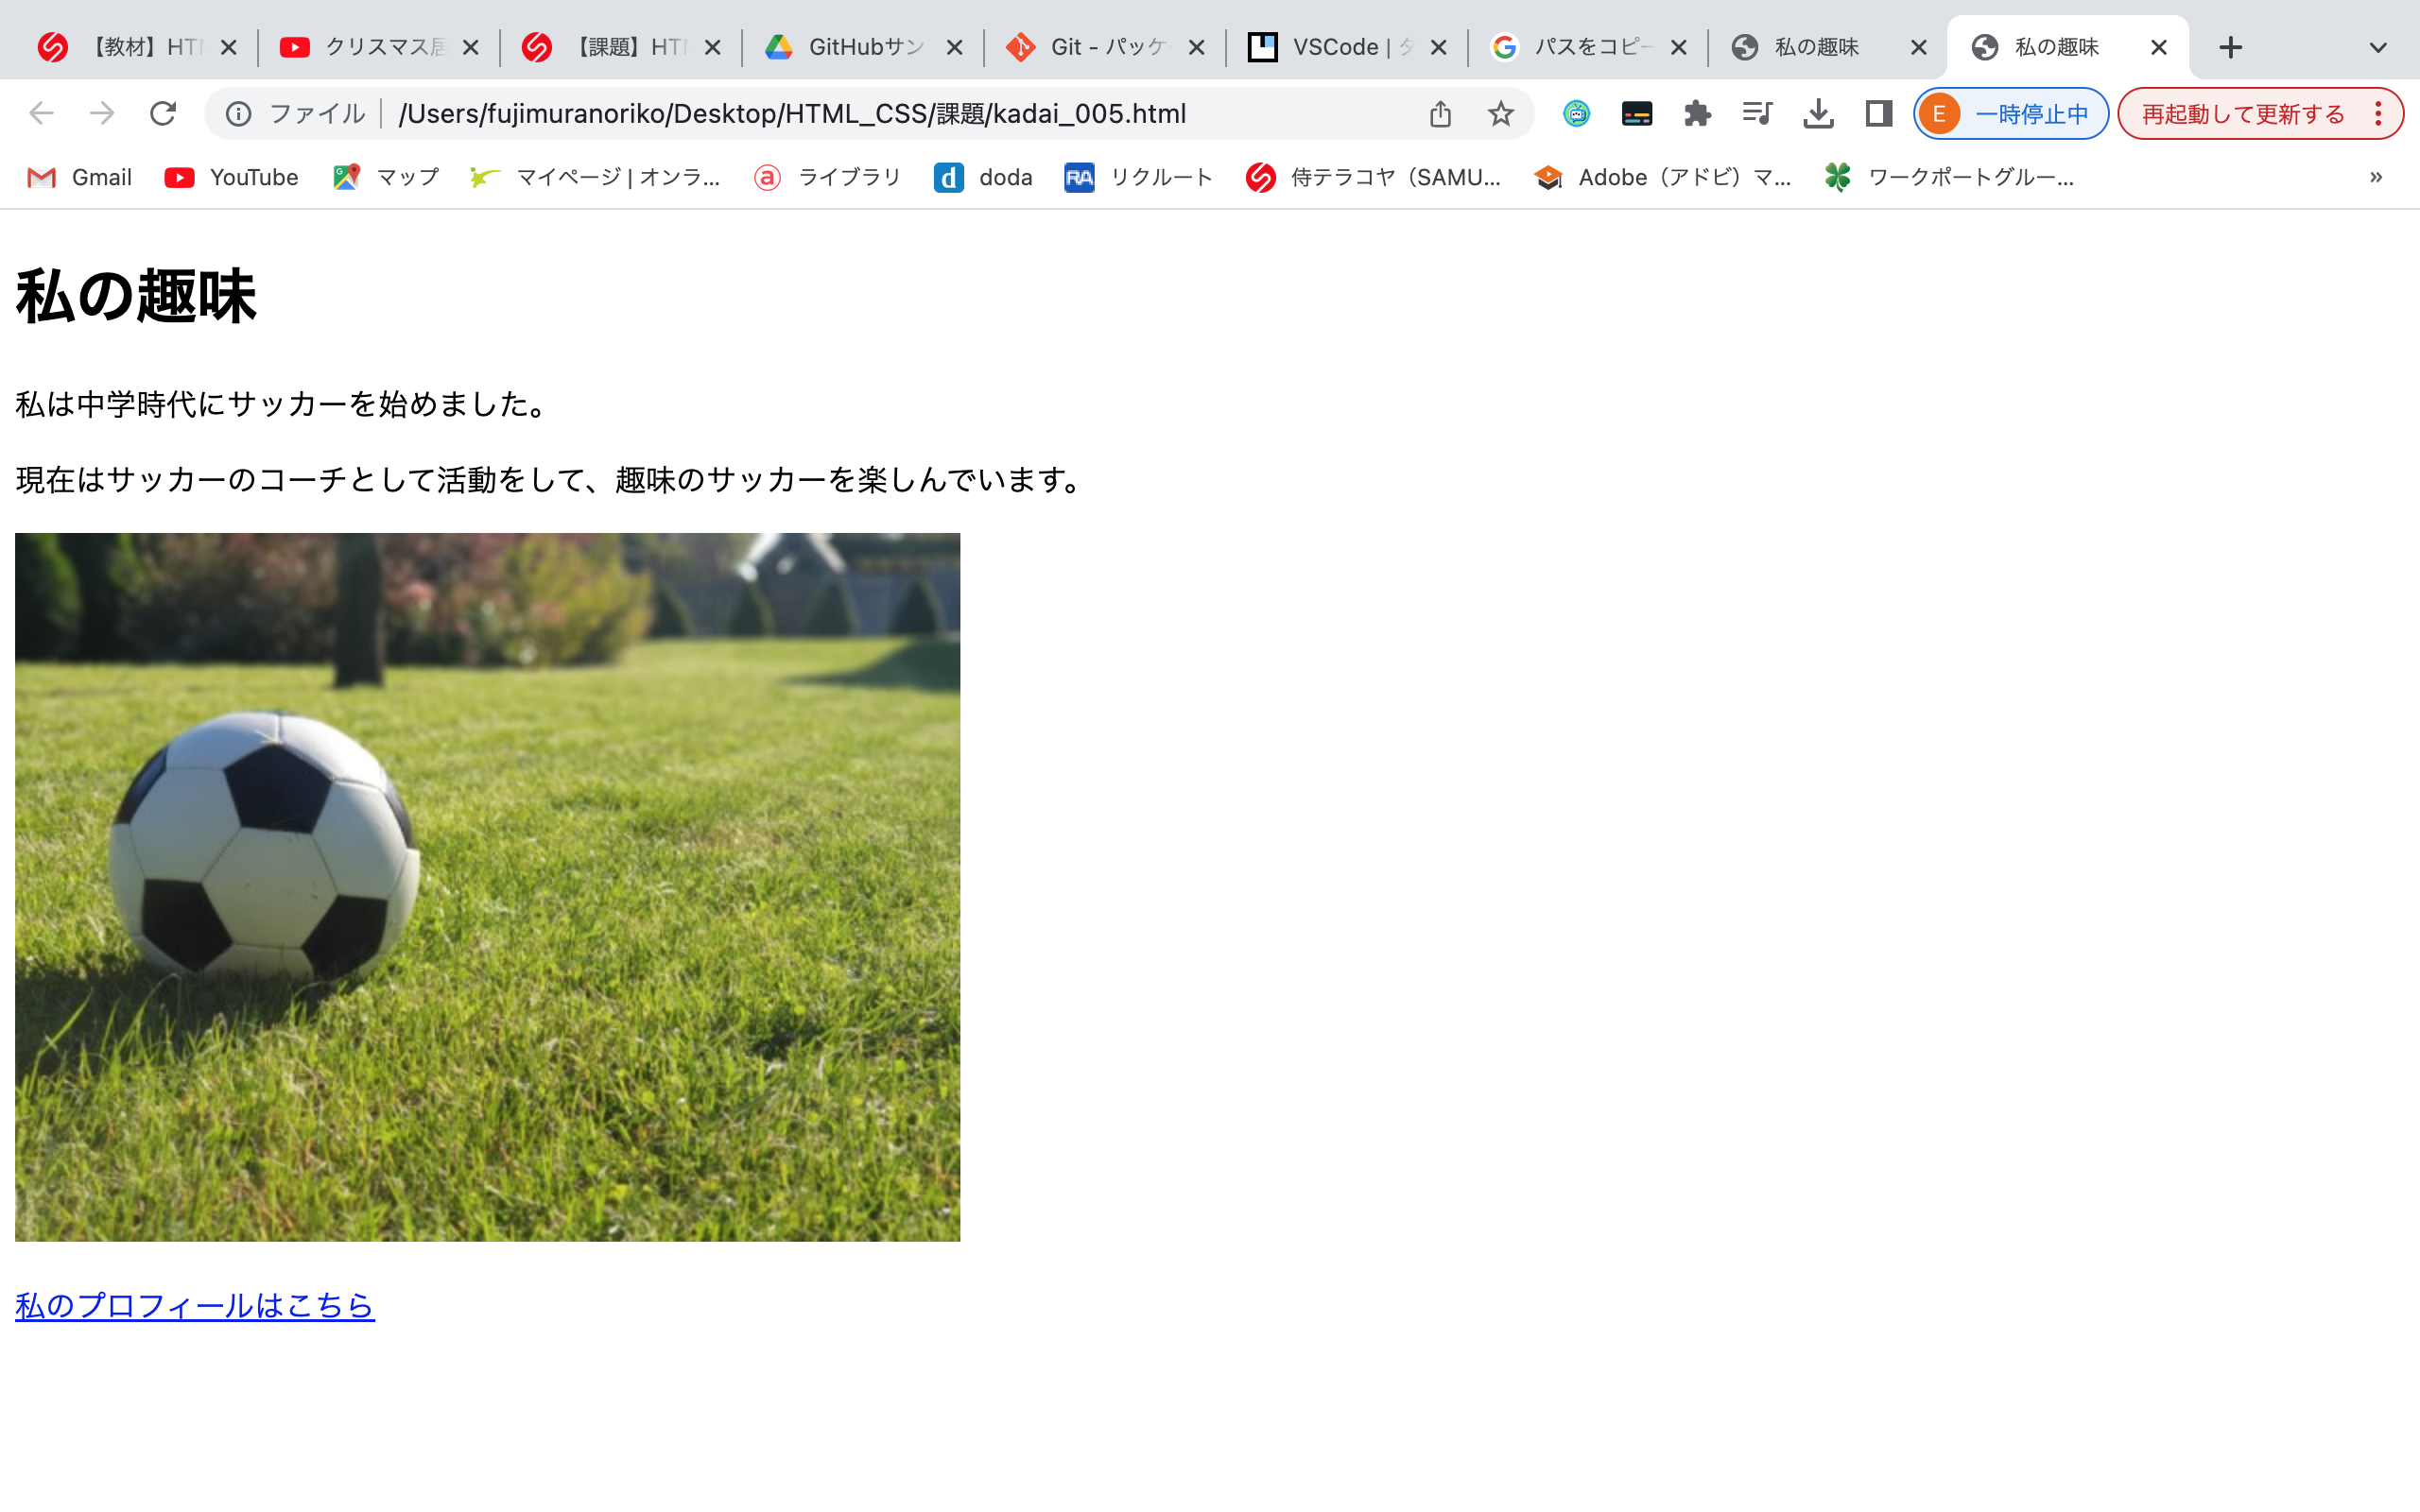 【教材】HTM
クリスマス
【課題】HTM
GitHubサン
Git - パッケ
VSCode |
パスをコピー
私の趣味
私の趣味
ファイル
/Users/fujimuranoriko/Desktop/HTML_CSS/課題/kadai_005.html
E 一時停止中
再起動して更新する
Gmail
YouTube
マップ
マイページ | オンラ...
a ライブラリ
d doda
RA リクルート
侍テラコヤ（SAMU...
Adobe（アドビ）マ...
ワークポートグルー...
»
私の趣味
私は中学時代にサッカーを始めました。
現在はサッカーのコーチとして活動をして、趣味のサッカーを楽しんでいます。
私のプロフィールはこちら